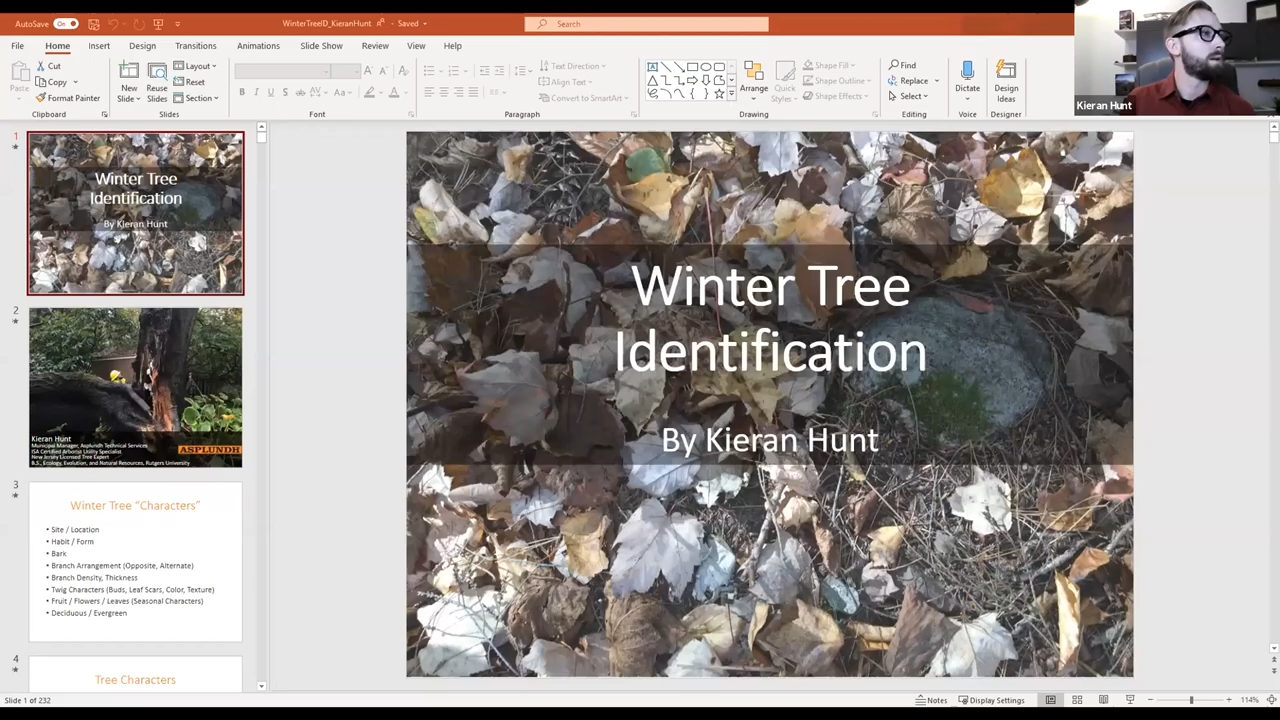 AutoSave On
WinterTreeID_KieranHunt
Saved
Search
File Home Insert Design Transitions Animations Slide Show Review View Help
Paste
Cut
Copy
Format Painter
Clipboard
New Slide
Reuse Slides
Layout
Reset
Section
Slides
B I U S ab AV Aa A
Font
Text Direction
Align Text
Convert to SmartArt
Paragraph
Arrange
Quick Styles
Shape Fill
Shape Outline
Shape Effects
Drawing
Find
Replace
Select
Editing
Dictate
Voice
Design Ideas
Designer
Kieran Hunt
1
Winter Tree
Identification
By Kieran Hunt
2
Kieran Hunt
Municipal Manager, Asplundh Technical Services
ISA Certified Arborist Utility Specialist
New Jersey Licensed Tree Expert
B.S., Ecology, Evolution, and Natural Resources, Rutgers University
ASPLUNDH
3
Winter Tree “Characters”
• Site / Location
• Habit / Form
• Bark
• Branch Arrangement (Opposite, Alternate)
• Branch Density, Thickness
• Twig Characters (Buds, Leaf Scars, Color, Texture)
• Fruit / Flowers / Leaves (Seasonal Characters)
• Deciduous / Evergreen
4
Tree Characters
Winter Tree
Identification
By Kieran Hunt
Slide 1 of 232
Notes
Display Settings
114%